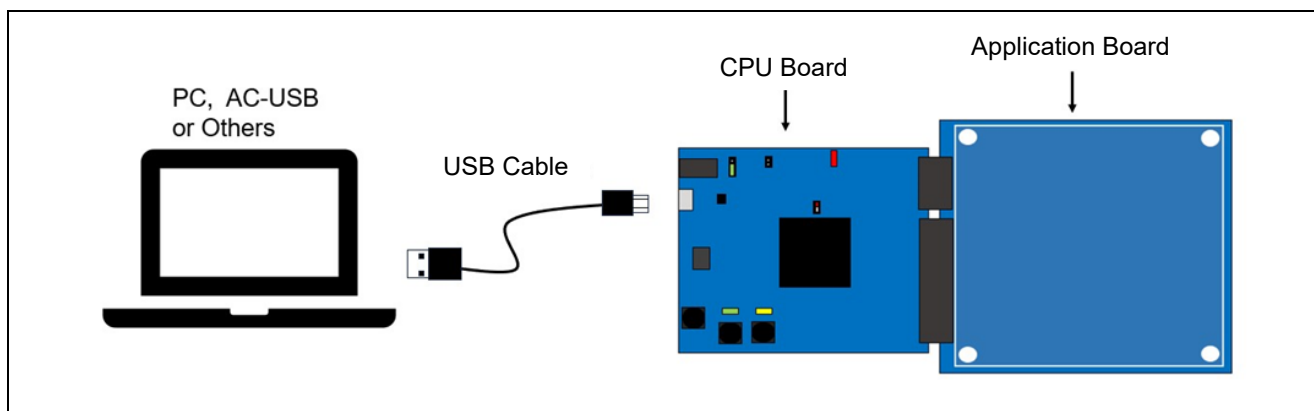 PC, AC-USB
or Others
USB Cable
CPU Board
Application Board